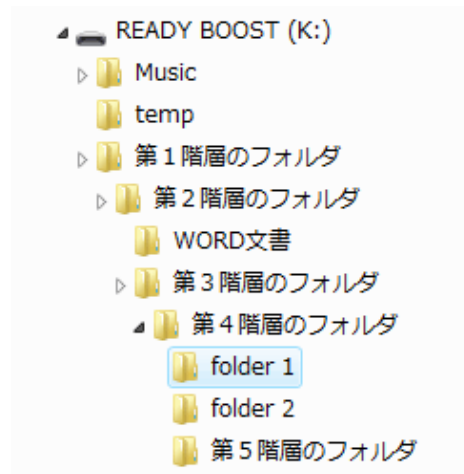 READY BOOST (K:)
Music
temp
第1階層のフォルダ
第2階層のフォルダ
WORD文書
第3階層のフォルダ
第4階層のフォルダ
folder 1
folder 2
第5階層のフォルダ